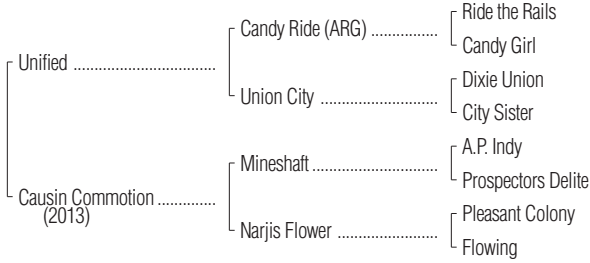 Ride the Rails
Candy Ride (ARG) ................
Candy Girl
Unified ..................................
Dixie Union
Union City ............................
City Sister
A.P. Indy
Mineshaft ..............................
Prospectors Delite
Causin Commotion ..............
(2013)
Pleasant Colony
Narjis Flower ........................
Flowing